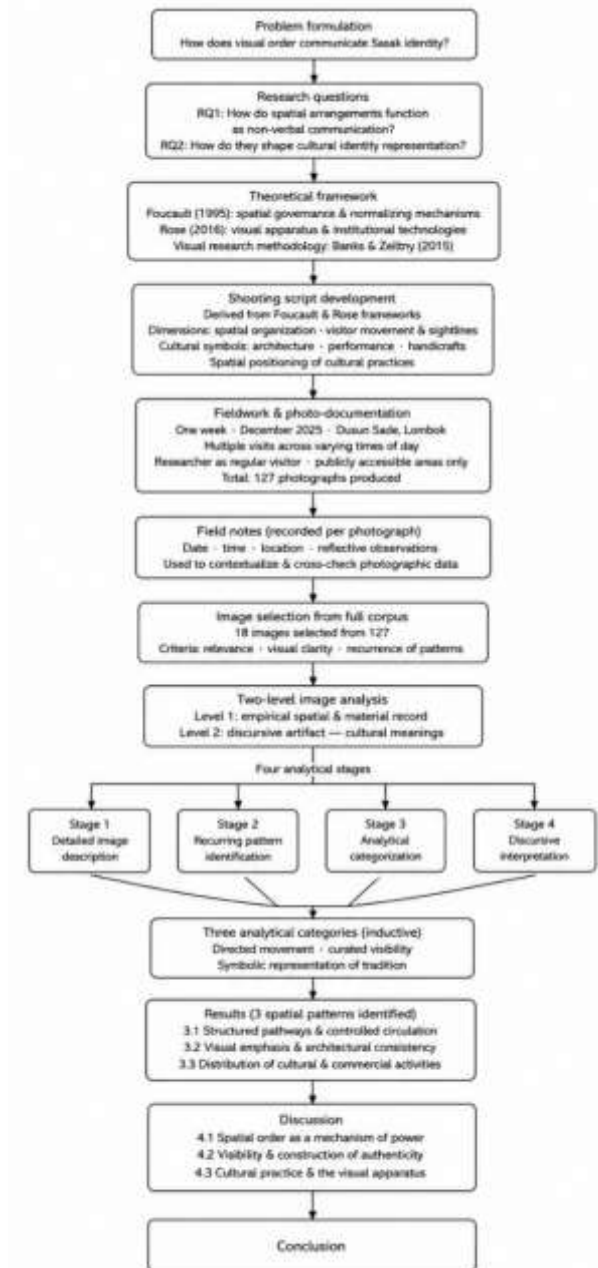 Problem formulation
How does visual order communicate Sasak identity?
Research questions
RQ1: How do spatial arrangements function
as non-verbal communication?
RQ2: How do they shape cultural identity representation?
Theoretical framework
Foucault (1995): spatial governance & normalizing mechanisms
Rose (2016): visual apparatus & institutional technologies
Visual research methodology: Banks & Zeitny (2015)
Shooting script development
Derived from Foucault & Rose frameworks
Dimensions: spatial organization · visitor movement & sightlines
Cultural symbols: architecture · performance · handicrafts
Spatial positioning of cultural practices
Fieldwork & photo-documentation
One week · December 2025 · Dusun Sade, Lombok
Multiple visits across varying times of day
Researcher as regular visitor · publicly accessible areas only
Total: 127 photographs produced
Field notes (recorded per photograph)
Date · time · location · reflective observations
Used to contextualize & cross-check photographic data
Image selection from full corpus
18 images selected from 127
Criteria: relevance · visual clarity · recurrence of patterns
Two-level image analysis
Level 1: empirical spatial & material record
Level 2: discursive artifact — cultural meanings
Four analytical stages
Stage 1
Detailed image
description
Stage 2
Recurring pattern
identification
Stage 3
Analytical
categorization
Stage 4
Discursive
interpretation
Three analytical categories (inductive)
Directed movement · curated visibility
Symbolic representation of tradition
Results (3 spatial patterns identified)
3.1 Structured pathways & controlled circulation
3.2 Visual emphasis & architectural consistency
3.3 Distribution of cultural & commercial activities
Discussion
4.1 Spatial order as a mechanism of power
4.2 Visibility & construction of authenticity
4.3 Cultural practice & the visual apparatus
Conclusion